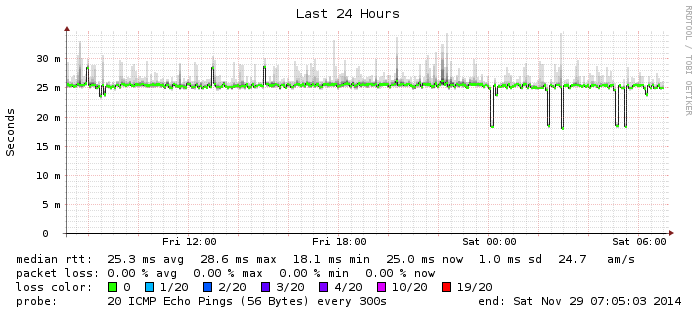 Last 24 Hours
RRDTOOL / TOBI OETIKER
Seconds
30 m
25 m
20 m
15 m
10 m
5 m
0
Fri 12:00 Fri 18:00 Sat 00:00 Sat 06:00
median rtt: 25.3 ms avg 28.6 ms max 18.1 ms min 25.0 ms now 1.0 ms sd 24.7 am/s
packet loss: 0.00 % avg 0.00 % max 0.00 % min 0.00 % now
loss color: 0 1/20 2/20 3/20 4/20 10/20 19/20
probe: 20 ICMP Echo Pings (56 Bytes) every 300s end: Sat Nov 29 07:05:03 2014